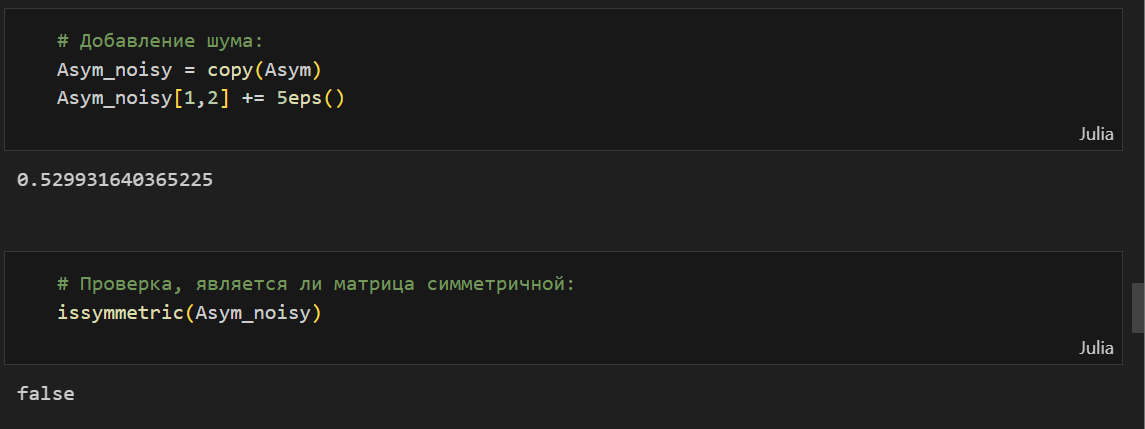 # Добавление шума:
Asym_noisy = copy(Asym)
Asym_noisy[1,2] += 5eps()
Julia
0.529931640365225
# Проверка, является ли матрица симметричной:
issymmetric(Asym_noisy)
Julia
false